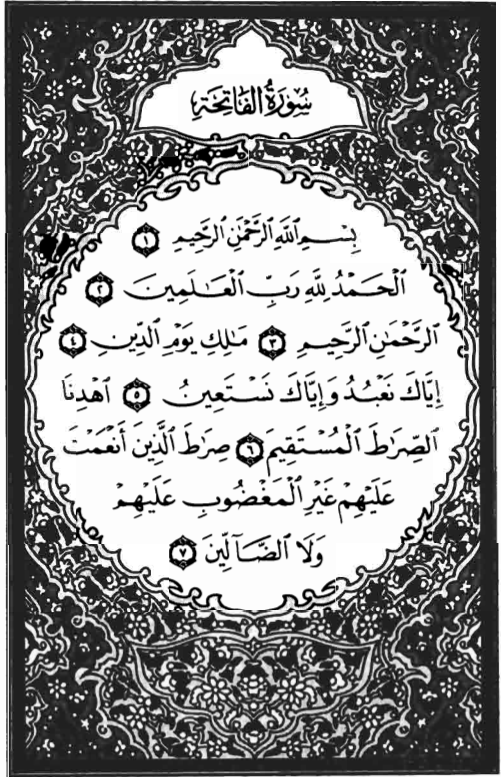 سُورَةُ الْفَاتِحَةِ
بِسْمِ ٱللَّهِ ٱلرَّحْمَٰنِ ٱلرَّحِيمِ ١
ٱلْحَمْدُ لِلَّهِ رَبِّ ٱلْعَٰلَمِينَ ٢
ٱلرَّحْمَٰنِ ٱلرَّحِيمِ ٣ مَٰلِكِ يَوْمِ ٱلدِّينِ ٤
إِيَّاكَ نَعْبُدُ وَإِيَّاكَ نَسْتَعِينُ ٥ ٱهْدِنَا
ٱلصِّرَٰطَ ٱلْمُسْتَقِيمَ ٦ صِرَٰطَ ٱلَّذِينَ أَنْعَمْتَ
عَلَيْهِمْ غَيْرِ ٱلْمَغْضُوبِ عَلَيْهِمْ
وَلَا ٱلضَّآلِّينَ ٧